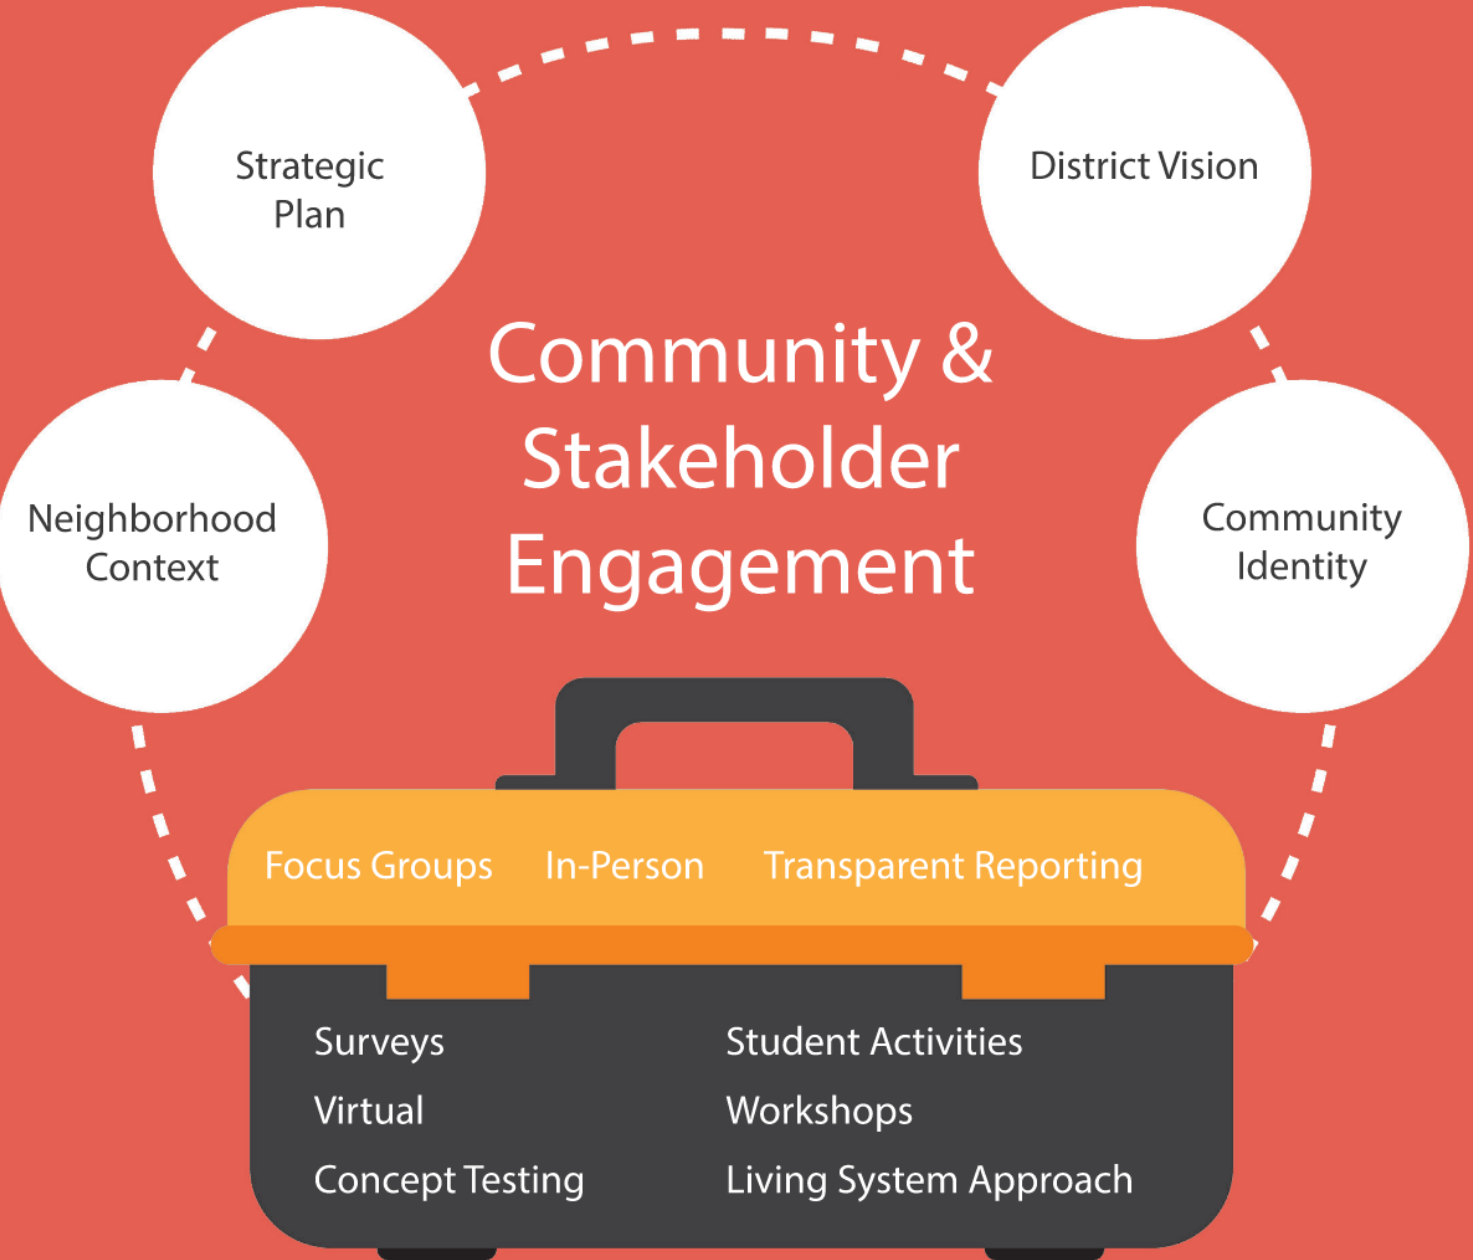 Strategic
Plan
District Vision
Community &
Stakeholder
Engagement
Neighborhood
Context
Community
Identity
Focus Groups In-Person Transparent Reporting
Surveys
Virtual
Concept Testing
Student Activities
Workshops
Living System Approach